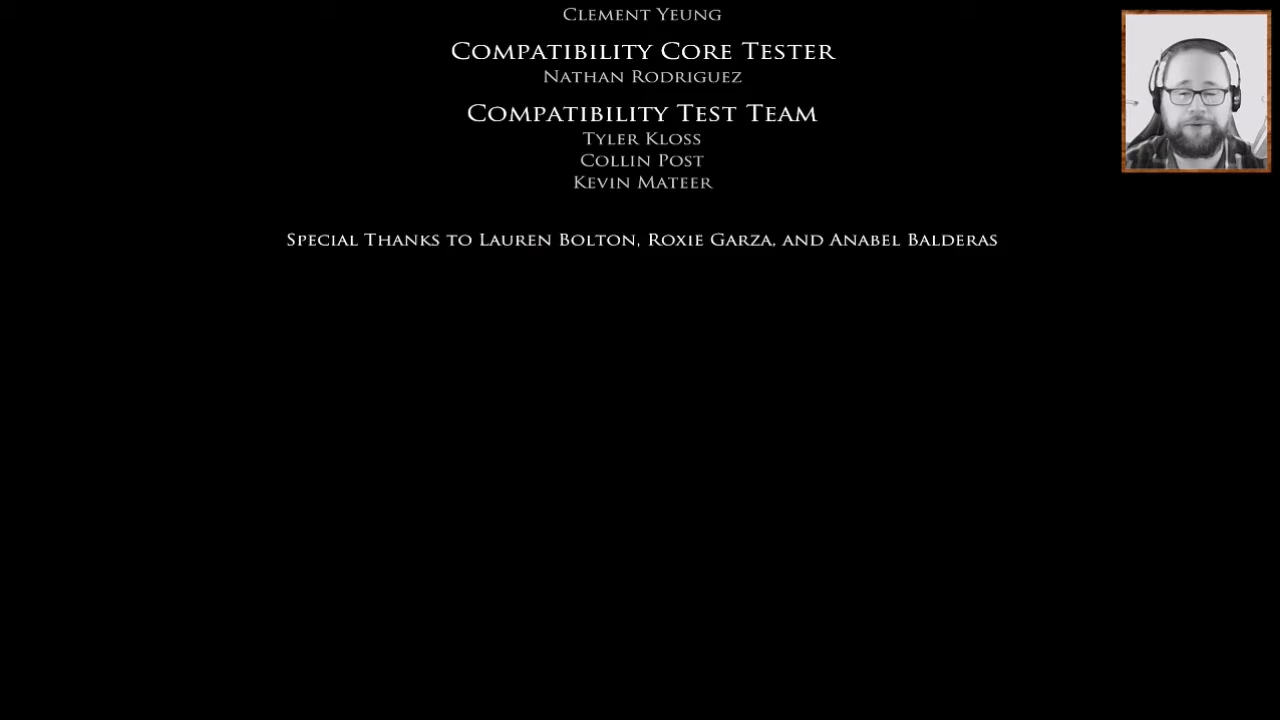 Clement Yeung
Compatibility Core Tester
Nathan Rodriguez
Compatibility Test Team
Tyler Kloss
Collin Post
Kevin Mateer
Special Thanks to Lauren Bolton, Roxie Garza, and Anabel Balderas